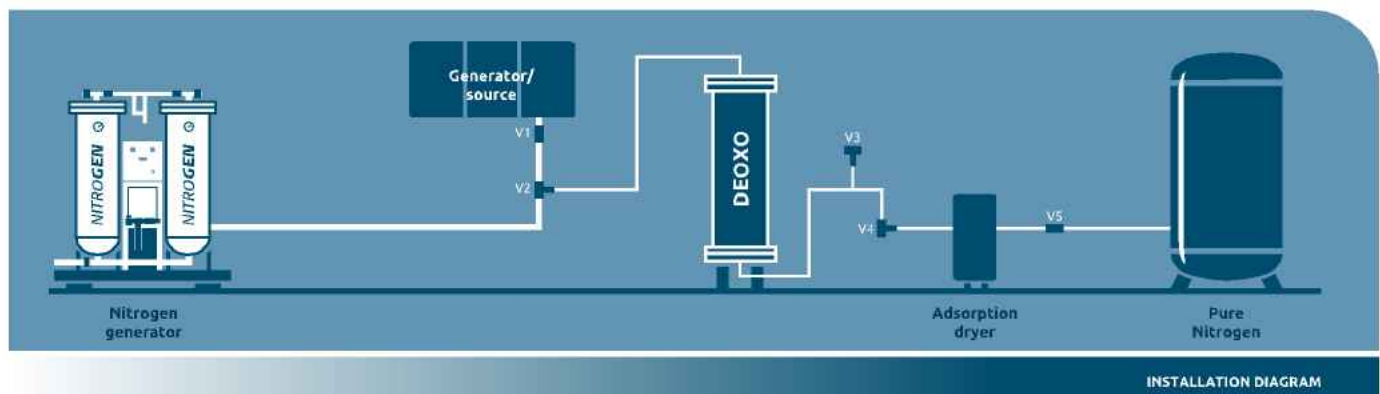 Generator/
source
V1
V2
NITROGEN
NITROGEN
DEOXO
V3
V4
V5
Nitrogen
generator
Adsorption
dryer
Pure
Nitrogen
INSTALLATION DIAGRAM